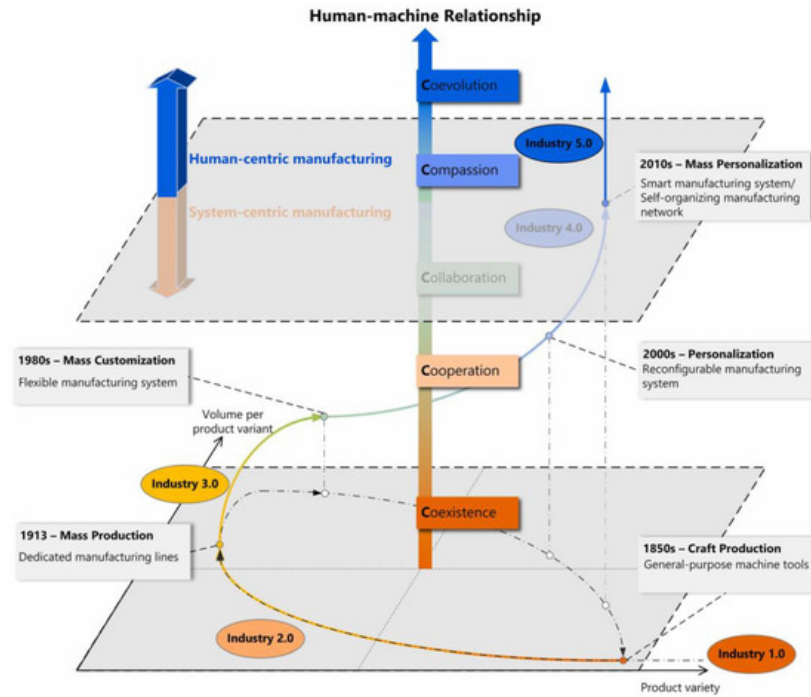 Human-machine Relationship
Coevolution
Human-centric manufacturing
Industry 5.0
Compassion
2010s – Mass Personalization
Smart manufacturing system/
Self-organizing manufacturing
network
System-centric manufacturing
Industry 4.0
Collaboration
1980s – Mass Customization
Flexible manufacturing system
Cooperation
2000s – Personalization
Reconfigurable manufacturing
system
Volume per
product variant
Industry 3.0
Coexistence
1913 – Mass Production
Dedicated manufacturing lines
1850s – Craft Production
General-purpose machine tools
Industry 2.0
Industry 1.0
Product variety